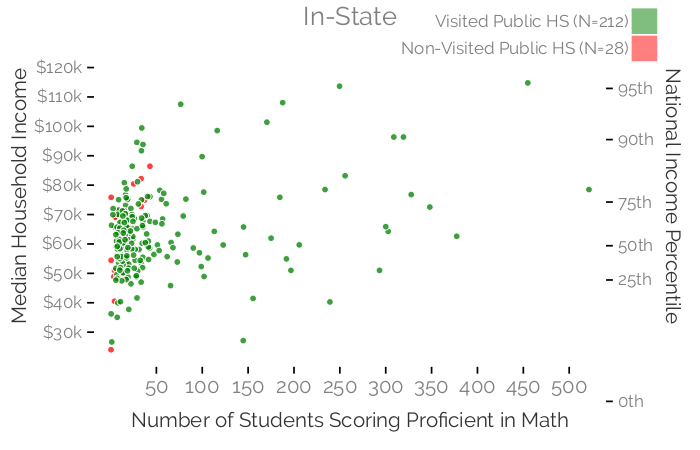 In-State
Visited Public HS (N=212)
Non-Visited Public HS (N=28)
Median Household Income
$120k
$110k
$100k
$90k
$80k
$70k
$60k
$50k
$40k
$30k
National Income Percentile
95th
90th
75th
50th
25th
0th
50 100 150 200 250 300 350 400 450 500
Number of Students Scoring Proficient in Math